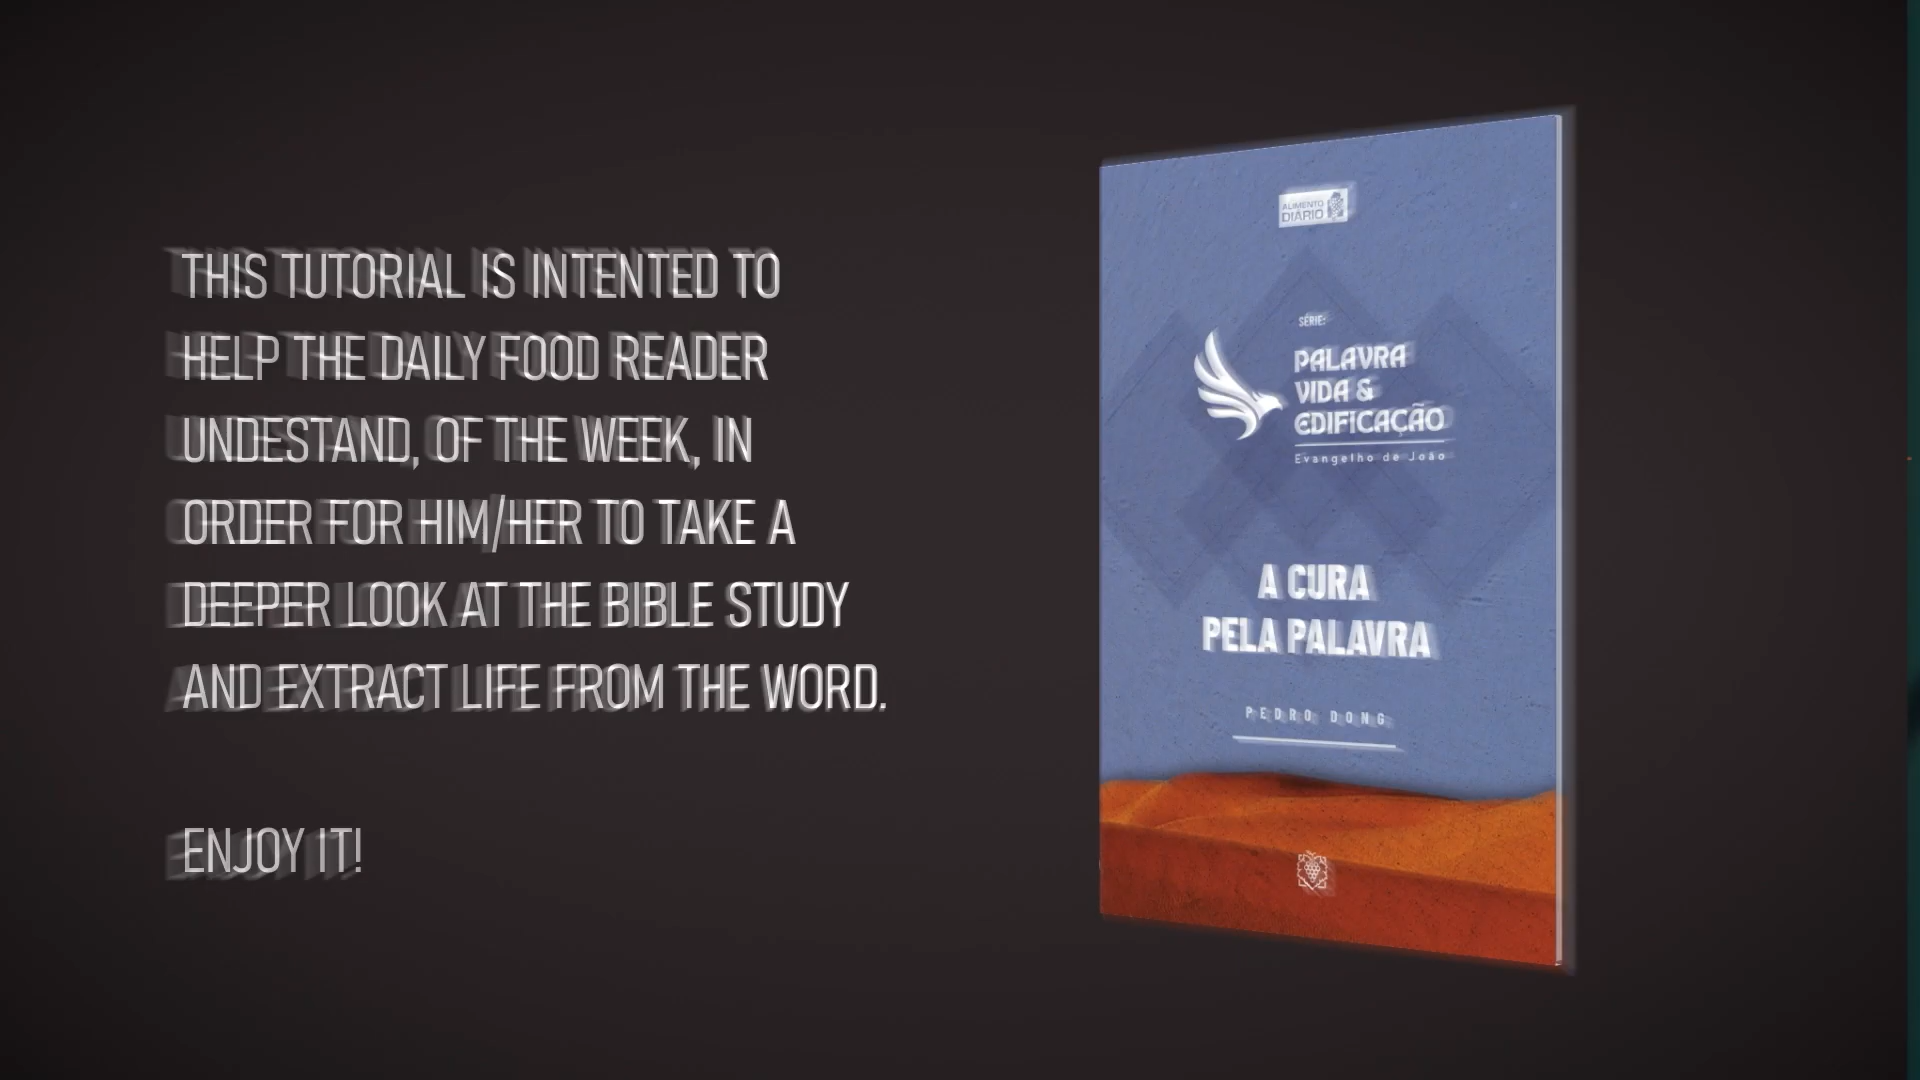 THIS TUTORIAL IS INTENTED TO
HELP THE DAILY FOOD READER
UNDESTAND, OF THE WEEK, IN
ORDER FOR HIM/HER TO TAKE A
DEEPER LOOK AT THE BIBLE STUDY
AND EXTRACT LIFE FROM THE WORD.
ENJOY IT!
ALIMENTO
DIÁRIO
SÉRIE:
PALAVRA
VIDA &
EDIFICAÇÃO
Evangelho de João
A CURA
PELA PALAVRA
PEDRO DONG